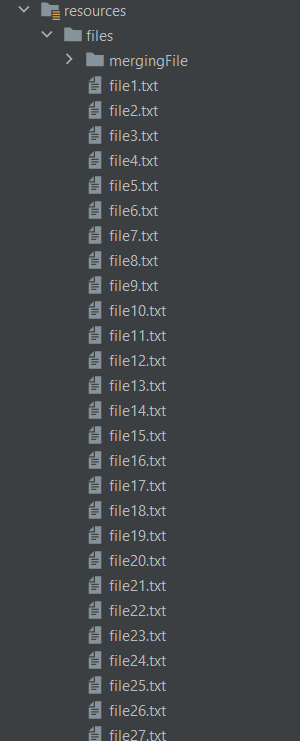 resources
files
mergingFile
file1.txt
file2.txt
file3.txt
file4.txt
file5.txt
file6.txt
file7.txt
file8.txt
file9.txt
file10.txt
file11.txt
file12.txt
file13.txt
file14.txt
file15.txt
file16.txt
file17.txt
file18.txt
file19.txt
file20.txt
file21.txt
file22.txt
file23.txt
file24.txt
file25.txt
file26.txt
file27.txt